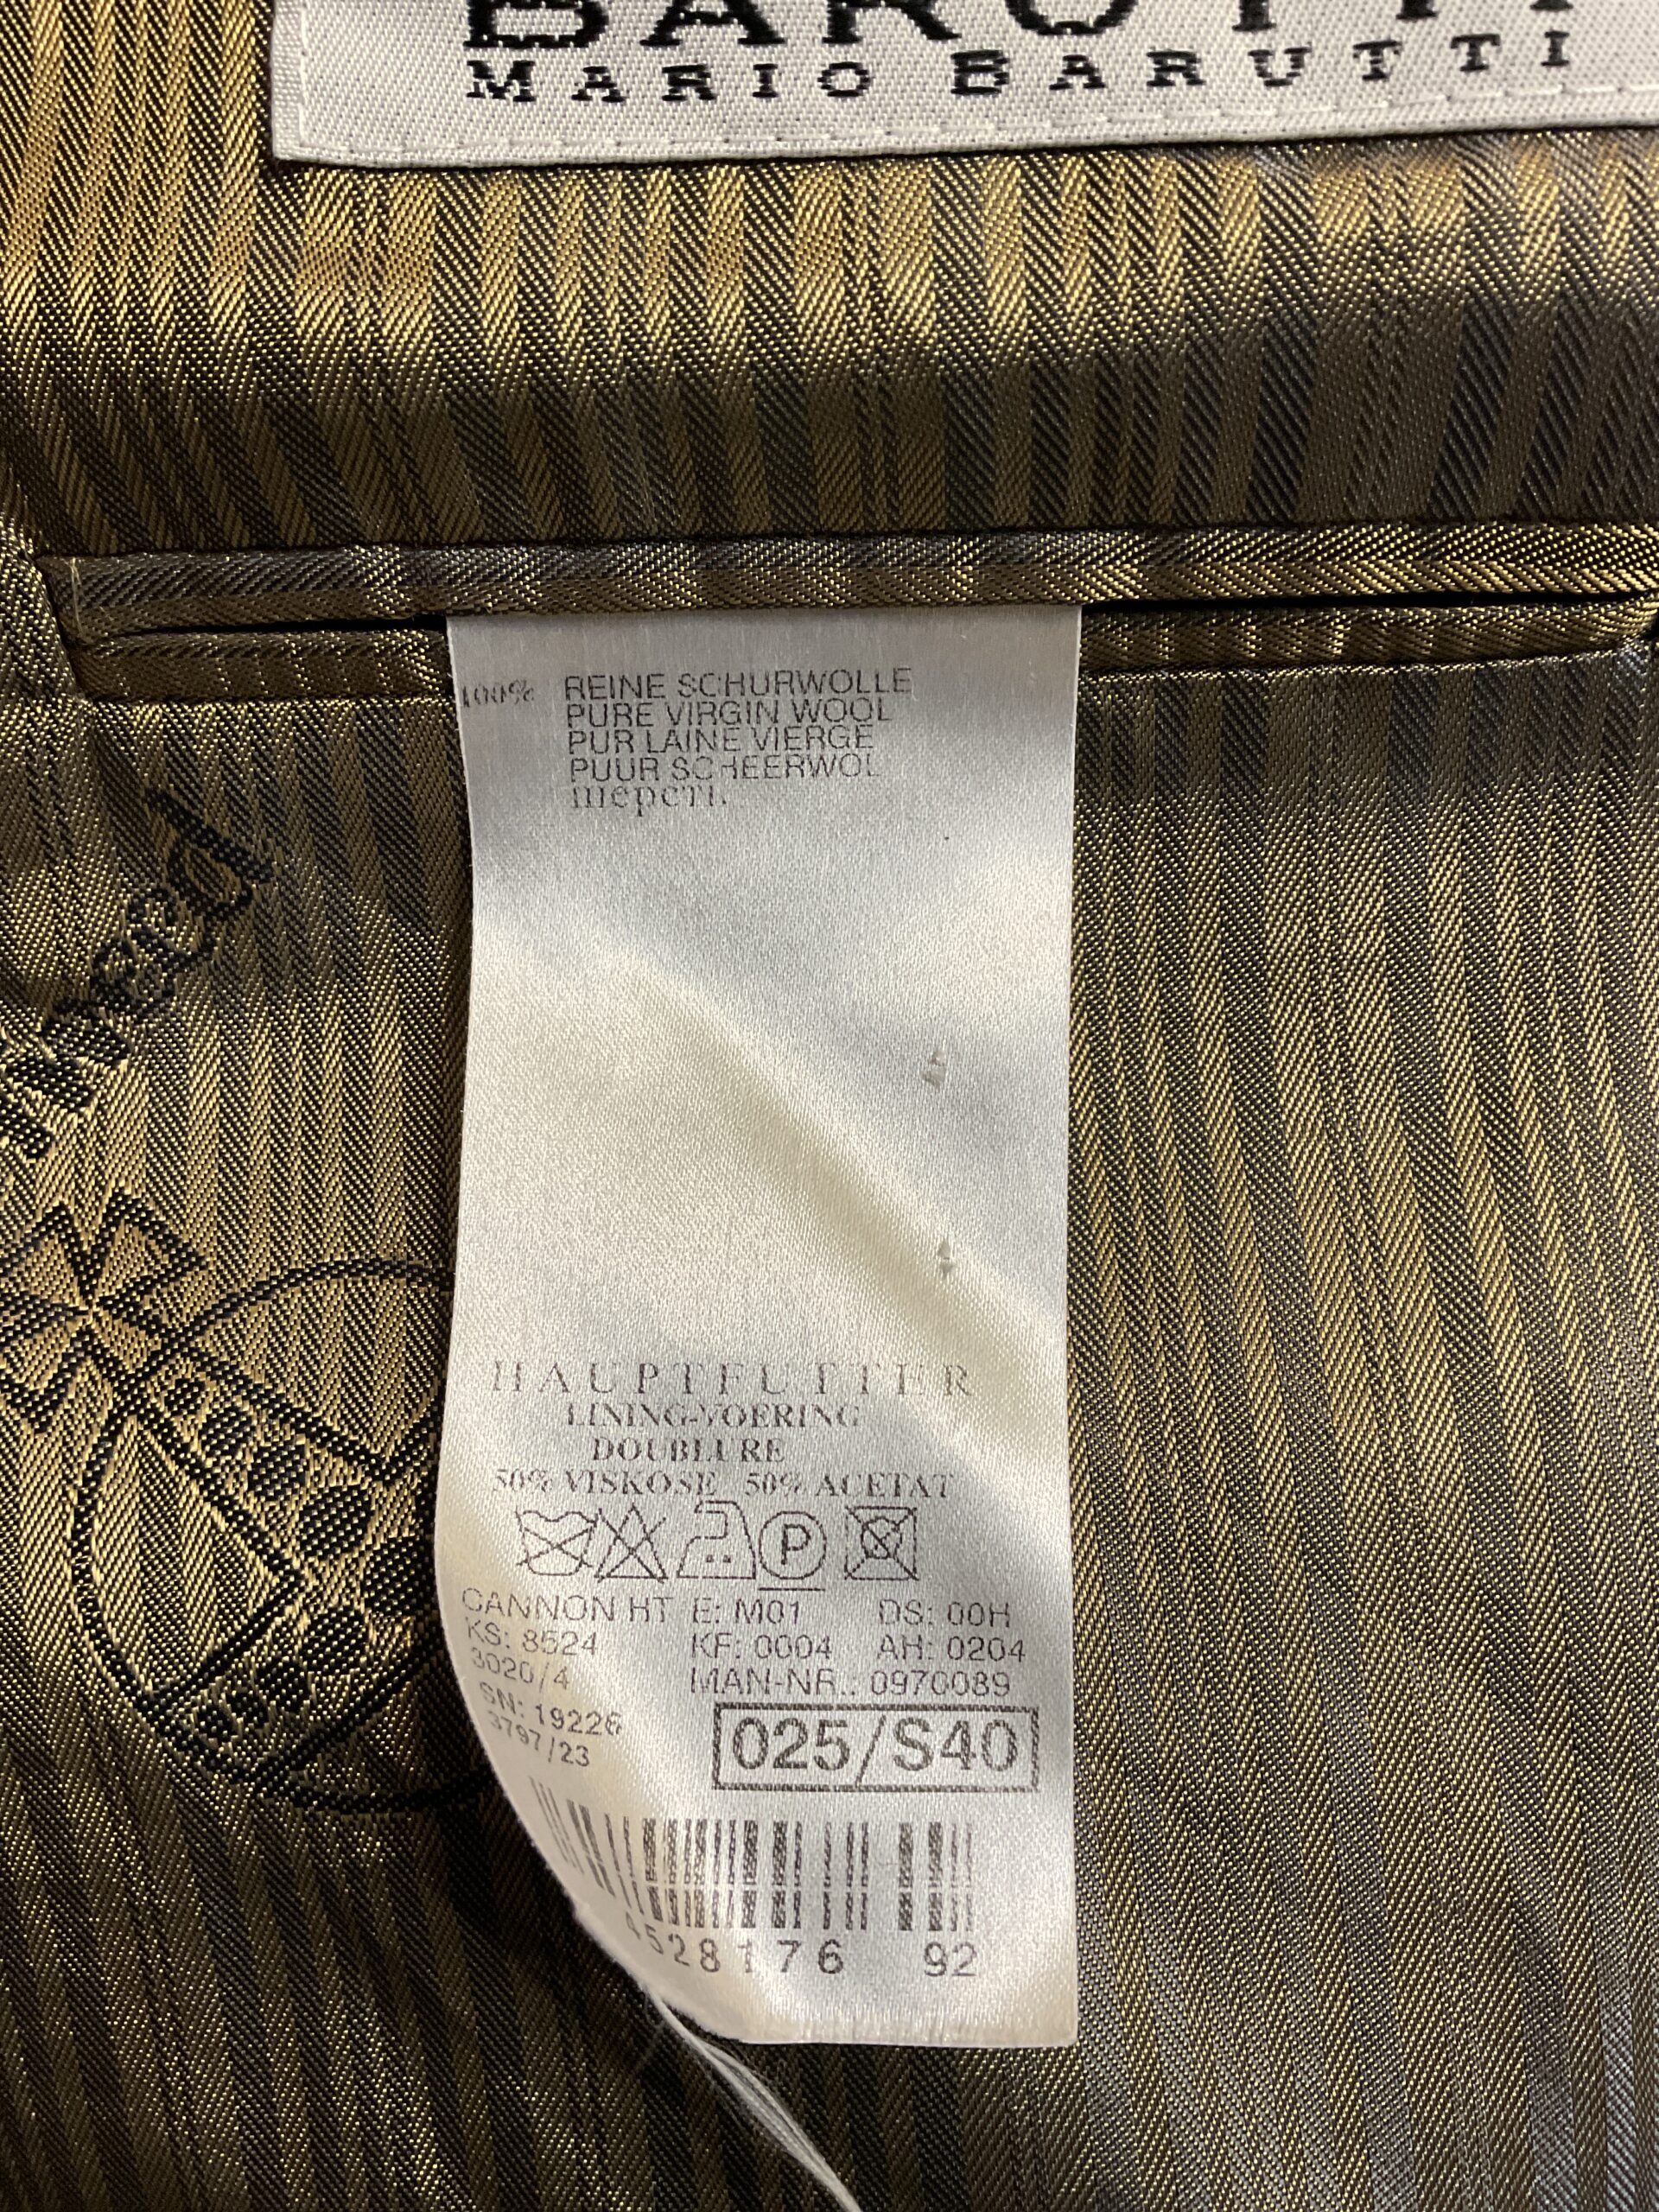 BARUTTI
MARIO BARUTTI
100% REINE SCHURWOLLE
PURE VIRGIN WOOL
PUR LAINE VIERGE
PUUR SCHEERWOL
шерсть
HAUPTFUTTER
LINING-VOERING
DOUBLURE
50% VISKOSE 50% ACETAT
P
CANNON HT E: M01 DS: 00H
KS: 8524 KF: 0004 AH: 0204
3020/4 MAN-NR.: 0970089
SN: 19226
3797/23
025/S40
528176 92